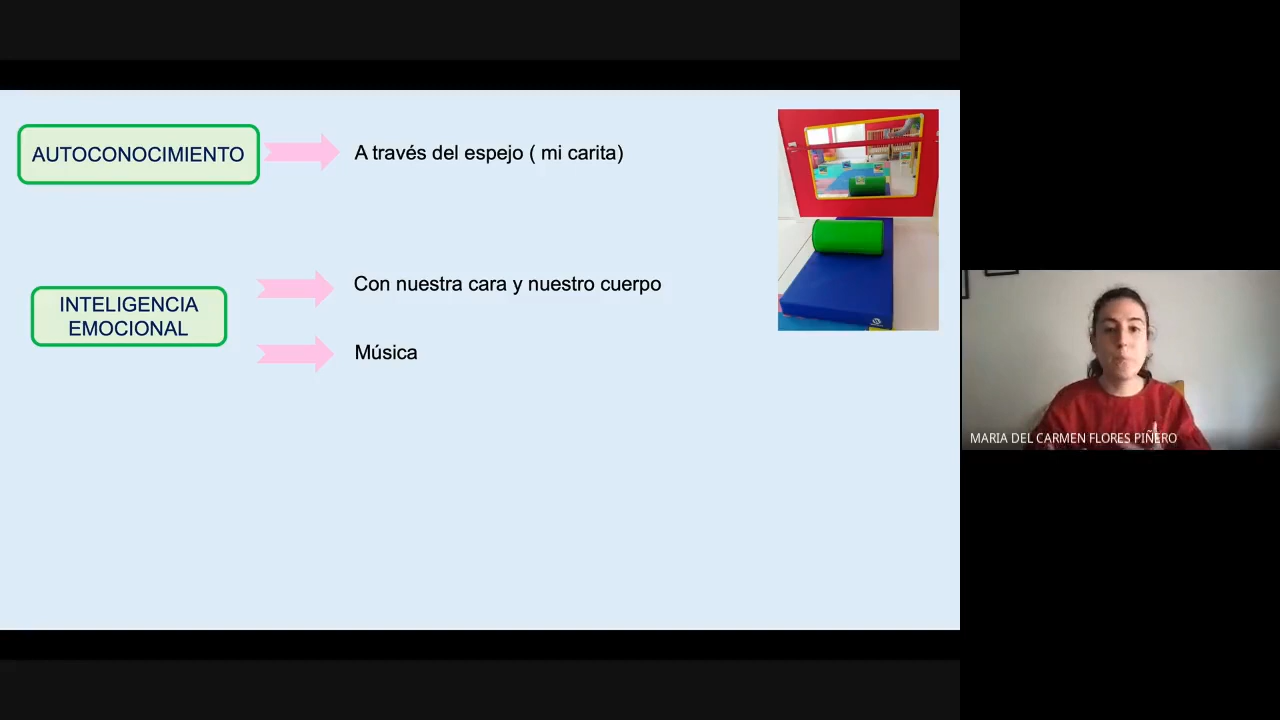 AUTOCONOCIMIENTO
A través del espejo ( mi carita)
INTELIGENCIA
EMOCIONAL
Con nuestra cara y nuestro cuerpo
Música
MARIA DEL CARMEN FLORES PIÑERO